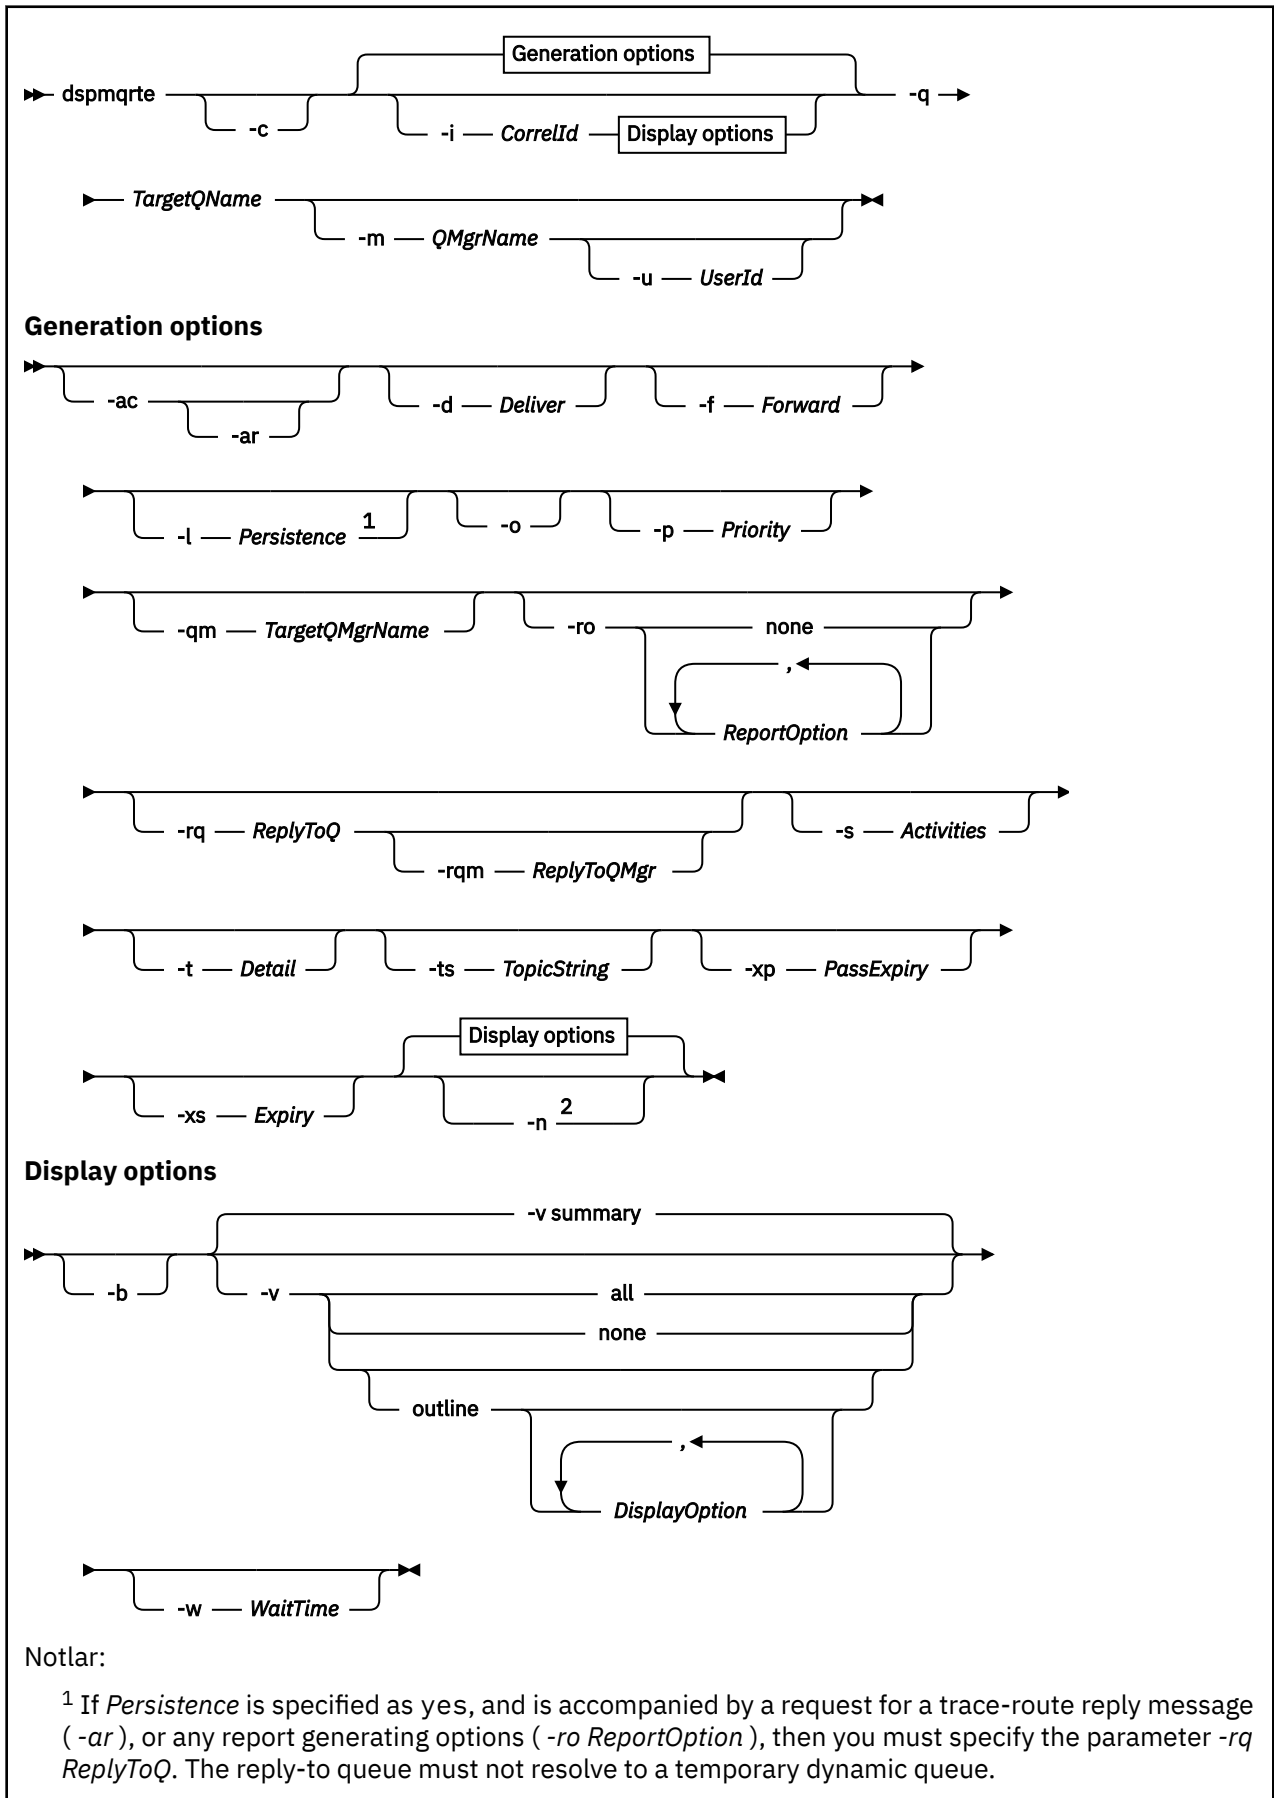 Generation options
dspmqrte -q
-c -i CorrelId Display options
TargetQName
-m QMgrName
-u UserId
Generation options
-ac -d Deliver -f Forward
-ar
-l Persistence 1 -o -p Priority
-qm TargetQMgrName -ro none
,
ReportOption
-rq ReplyToQ -s Activities
-rqm ReplyToQMgr
-t Detail -ts TopicString -xp PassExpiry
Display options
-xs Expiry -n 2
Display options
-v summary
-b -v all
none
outline
,
DisplayOption
-w WaitTime
Notlar:
1 If Persistence is specified as yes, and is accompanied by a request for a trace-route reply message
( -ar ), or any report generating options ( -ro ReportOption ), then you must specify the parameter -rq
ReplyToQ. The reply-to queue must not resolve to a temporary dynamic queue.